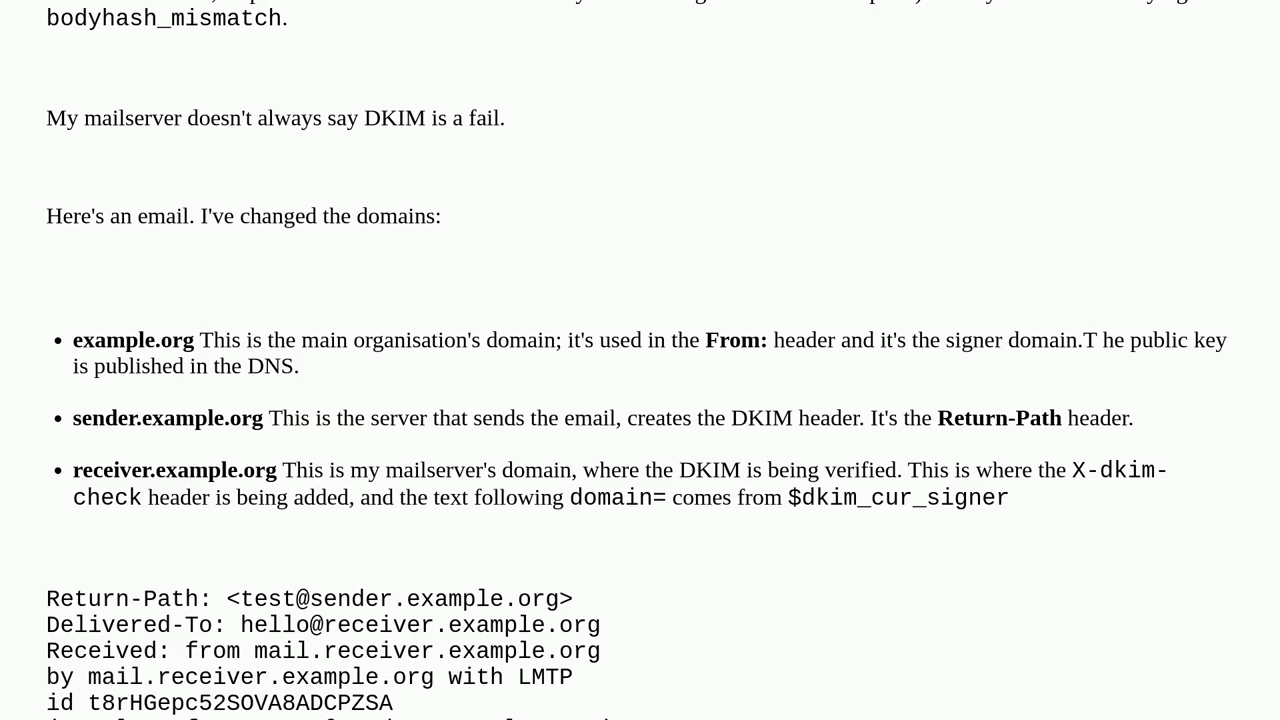 bodyhash_mismatch.
My mailserver doesn't always say DKIM is a fail.
Here's an email. I've changed the domains:
• example.org This is the main organisation's domain; it's used in the From: header and it's the signer domain.T he public key
is published in the DNS.
• sender.example.org This is the server that sends the email, creates the DKIM header. It's the Return-Path header.
• receiver.example.org This is my mailserver's domain, where the DKIM is being verified. This is where the X-dkim-
check header is being added, and the text following domain= comes from $dkim_cur_signer
Return-Path: <test@sender.example.org>
Delivered-To: hello@receiver.example.org
Received: from mail.receiver.example.org
by mail.receiver.example.org with LMTP
id t8rHGepc52SOVA8ADCPZSA